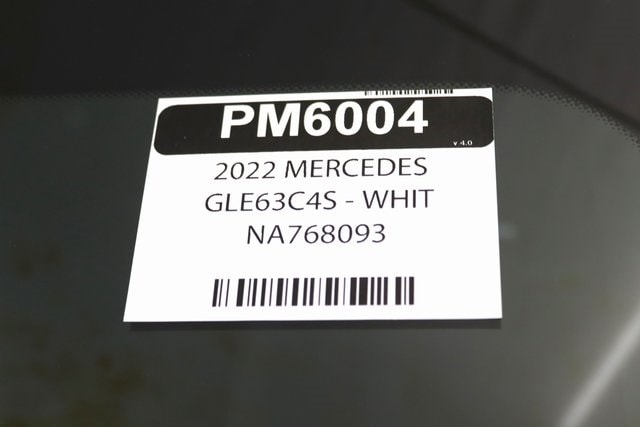 PM6004
v 4.0
2022 MERCEDES
GLE63C4S - WHIT
NA768093